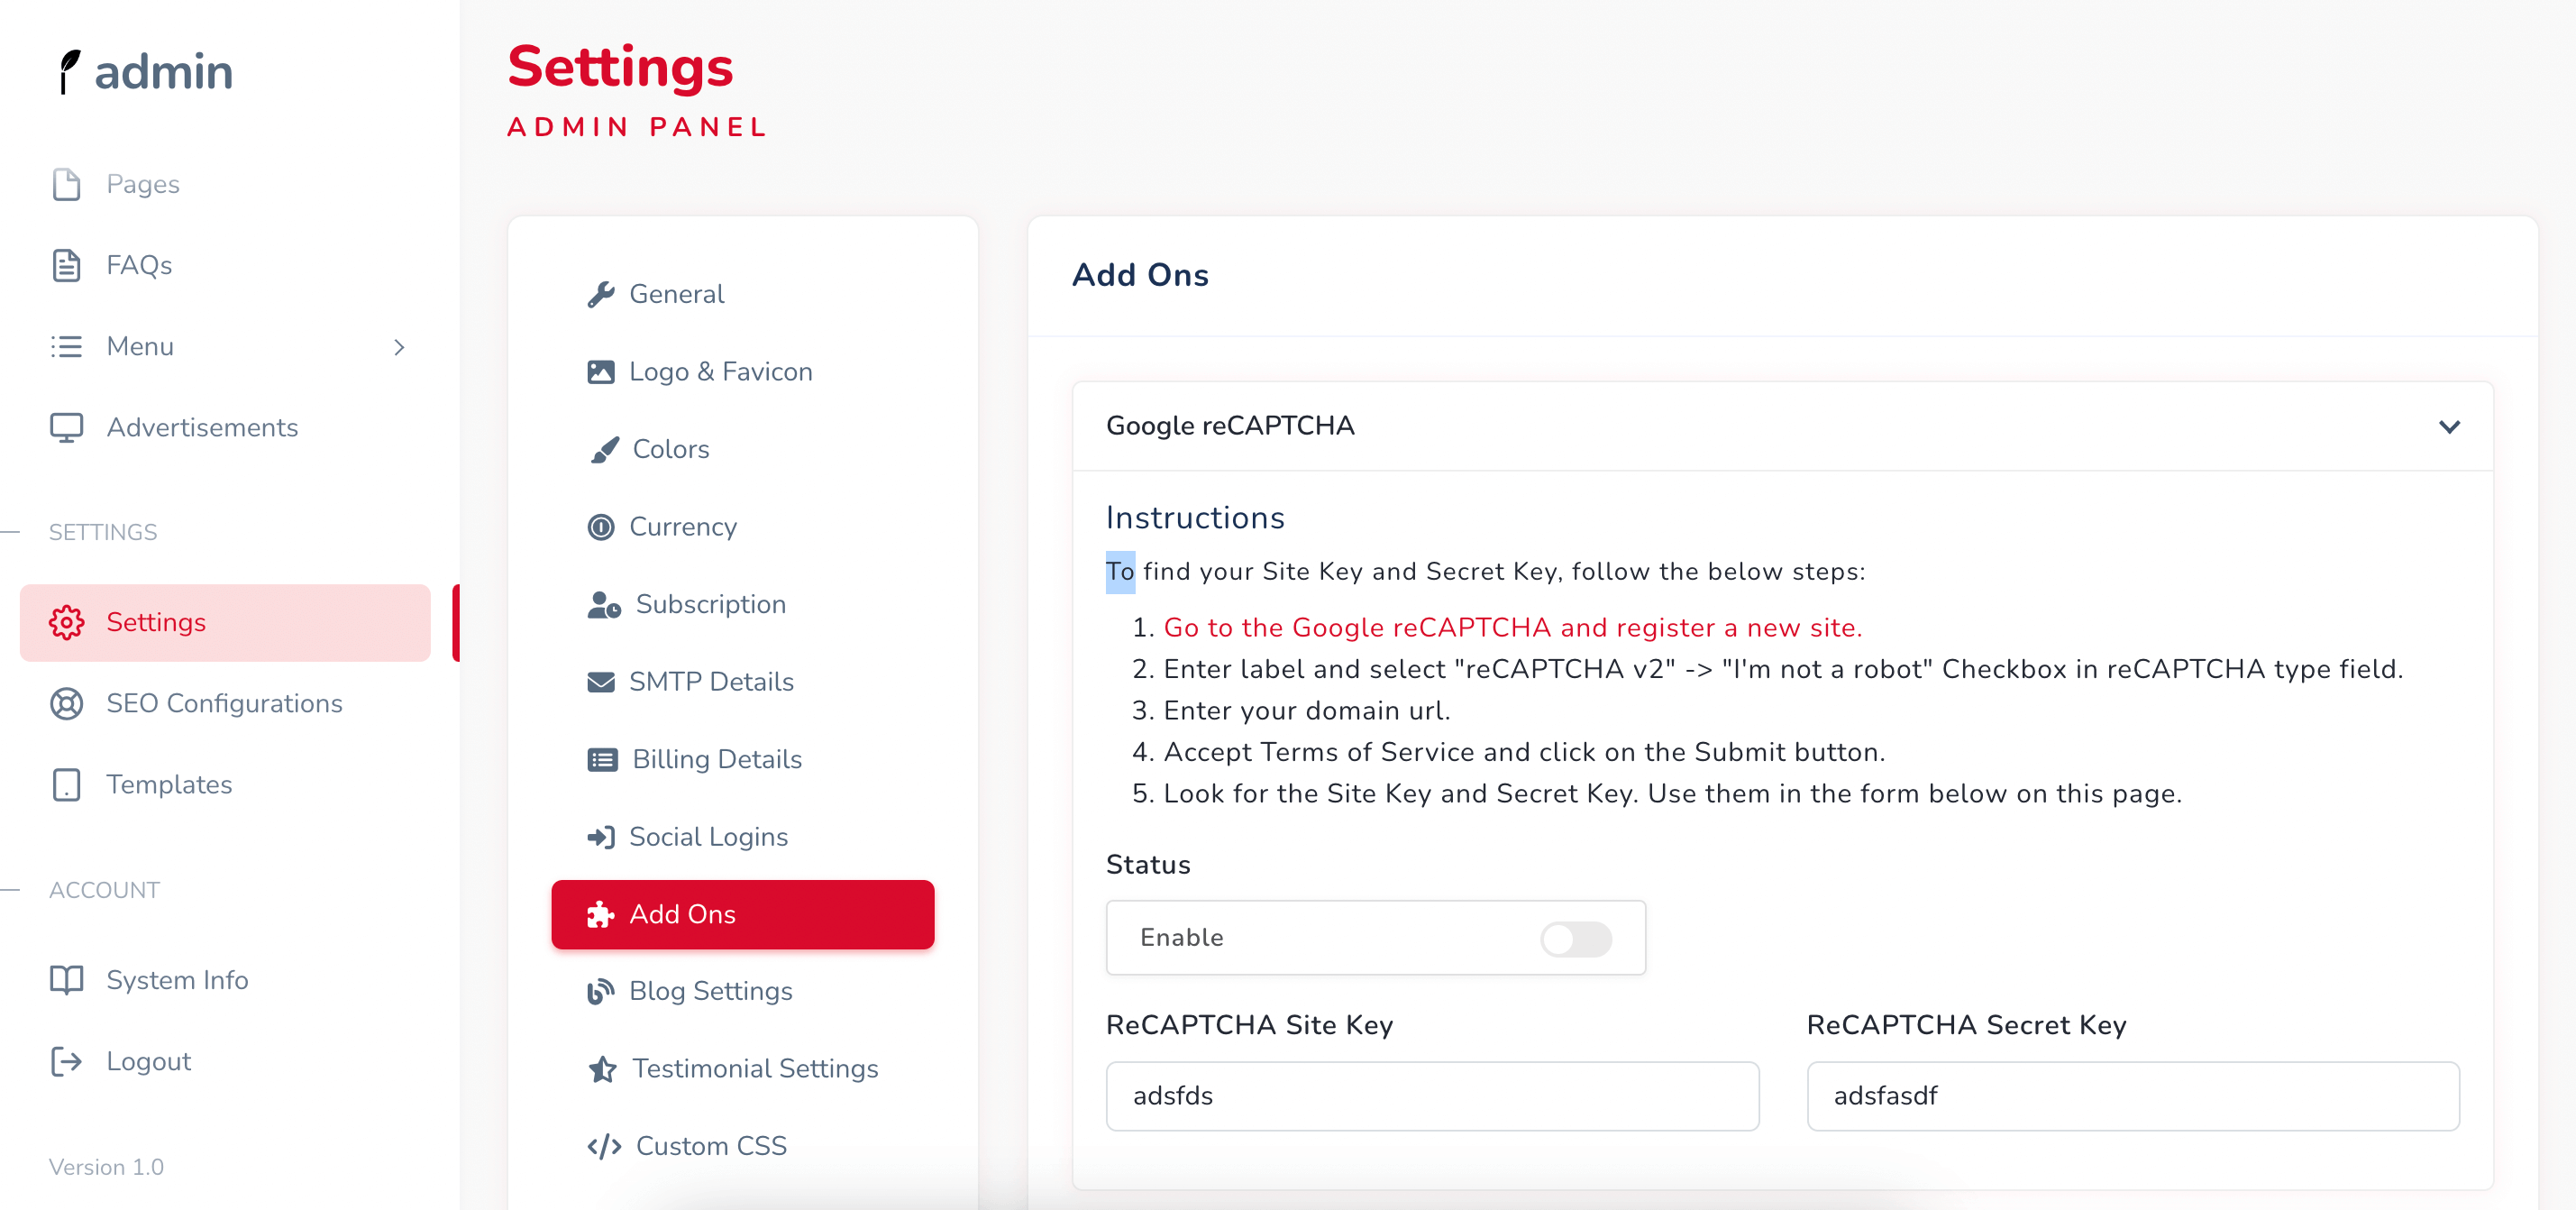 admin
Pages
FAQs
Menu
Advertisements
SETTINGS
Settings
SEO Configurations
Templates
ACCOUNT
System Info
Logout
Version 1.0
Settings
ADMIN PANEL
General
Logo & Favicon
Colors
Currency
Subscription
SMTP Details
Billing Details
Social Logins
Add Ons
Blog Settings
Testimonial Settings
Custom CSS
Add Ons
Google reCAPTCHA
Instructions
To find your Site Key and Secret Key, follow the below steps:
1. Go to the Google reCAPTCHA and register a new site.
2. Enter label and select "reCAPTCHA v2" -> "I'm not a robot" Checkbox in reCAPTCHA type field.
3. Enter your domain url.
4. Accept Terms of Service and click on the Submit button.
5. Look for the Site Key and Secret Key. Use them in the form below on this page.
Status
Enable
ReCAPTCHA Site Key
adsfds
ReCAPTCHA Secret Key
adsfasdf